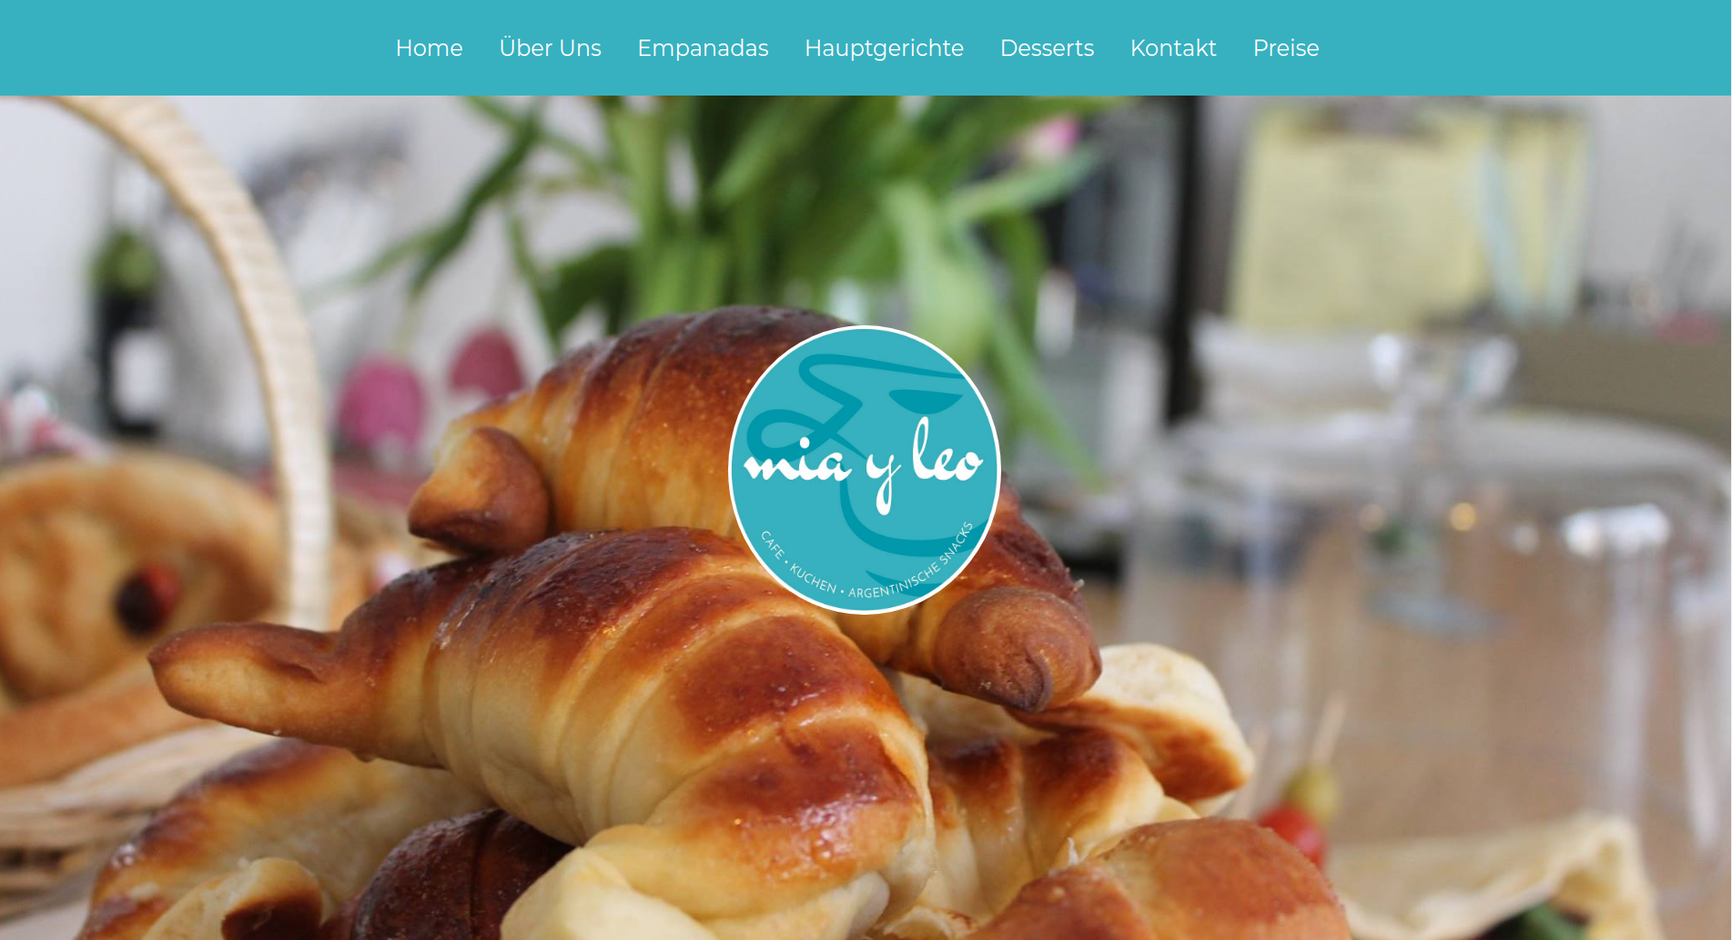 Home Über Uns Empanadas Hauptgerichte Desserts Kontakt Preise
mia y leo
CAFE • KUCHEN • ARGENTINISCHE SNACKS